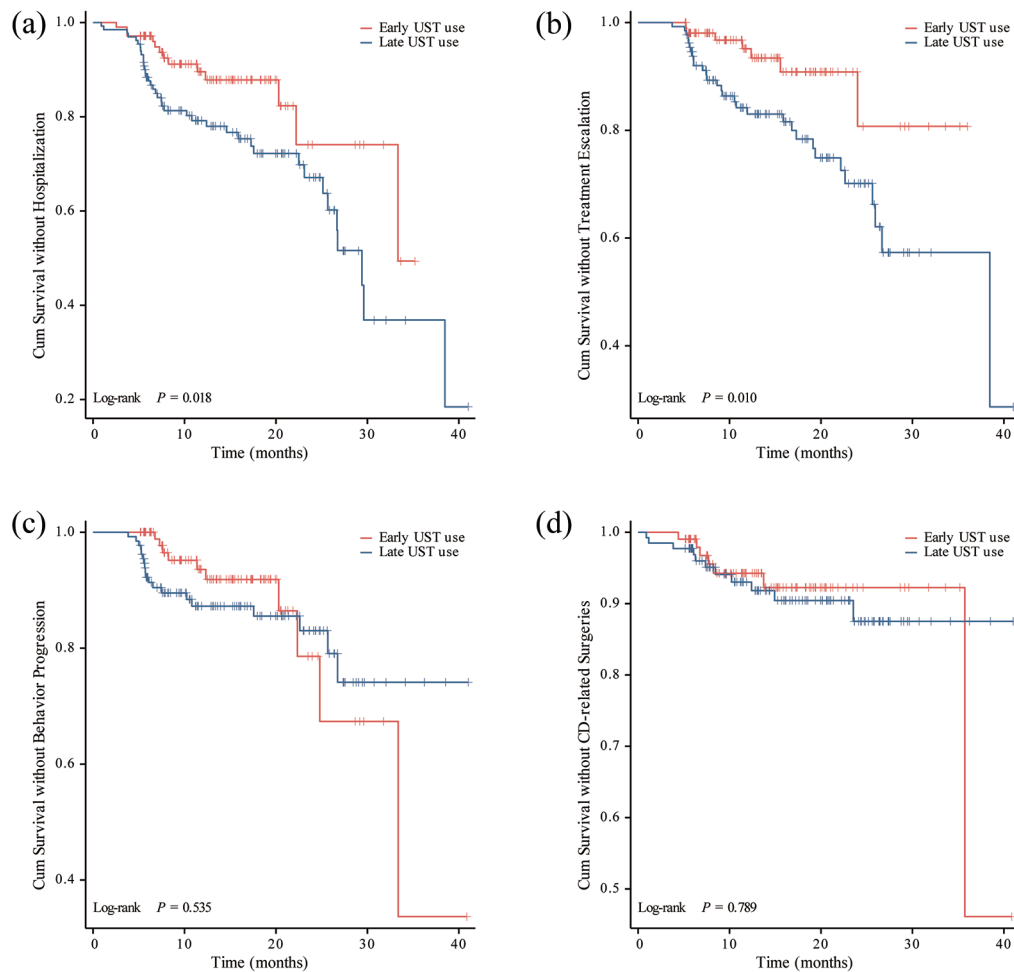 (a)
1.0
0.8
0.6
0.4
0.2
Cum Survival without Hospitalization
Early UST use
Late UST use
Log-rank P = 0.018
0 10 20 30 40
Time (months)
(b)
1.0
0.8
0.6
0.4
Cum Survival without Treatment Escalation
Early UST use
Late UST use
Log-rank P = 0.010
0 10 20 30 40
Time (months)
(c)
1.0
0.8
0.6
0.4
Cum Survival without Behavior Progression
Early UST use
Late UST use
Log-rank P = 0.535
0 10 20 30 40
Time (months)
(d)
1.0
0.9
0.8
0.7
0.6
0.5
Cum Survival without CD-related Surgeries
Early UST use
Late UST use
Log-rank P = 0.789
0 10 20 30 40
Time (months)